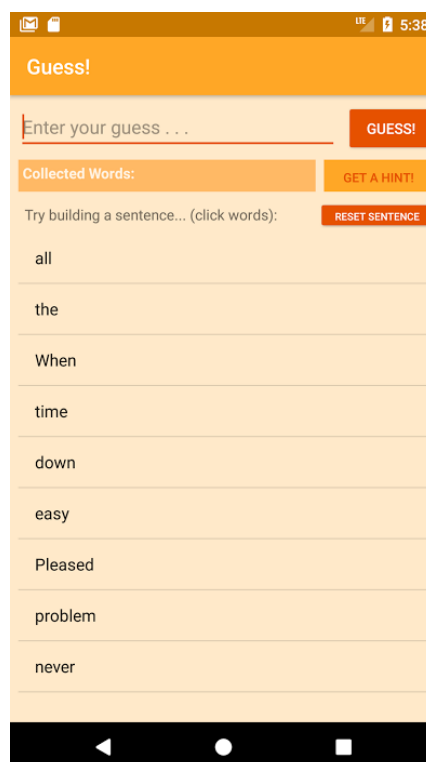 LTE 5:38
Guess!
Enter your guess . . . GUESS!
Collected Words: GET A HINT!
Try building a sentence... (click words): RESET SENTENCE
all
the
When
time
down
easy
Pleased
problem
never